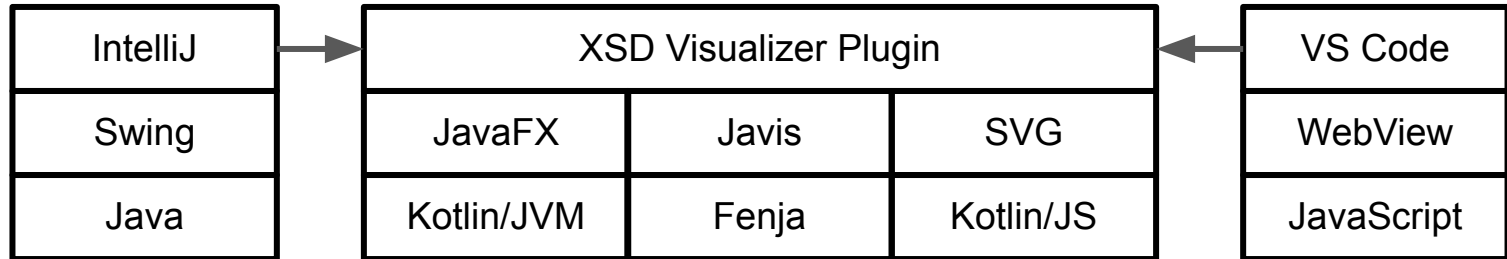 IntelliJ
Swing
Java
XSD Visualizer Plugin
JavaFX
Javis
SVG
Kotlin/JVM
Fenja
Kotlin/JS
VS Code
WebView
JavaScript